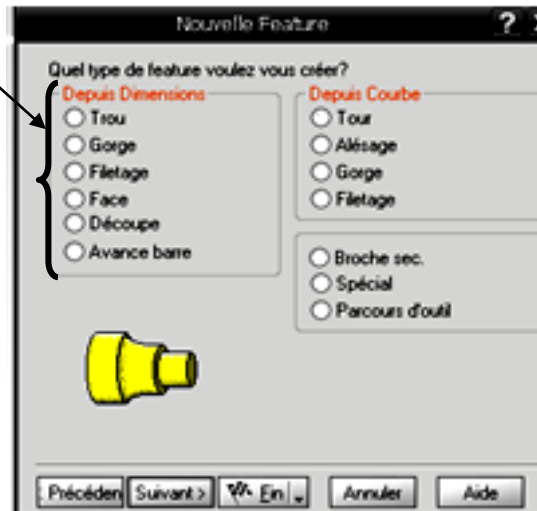 Nouvelle Feature
Quel type de feature voulez vous créer?
Depuis Dimensions
Trou
Gorge
Filetage
Face
Découpe
Avance barre
Depuis Courbe
Tour
Alésage
Gorge
Filetage
Broche sec.
Spécial
Parcours d'outil
Précéden Suivant > Fin Annuler Aide